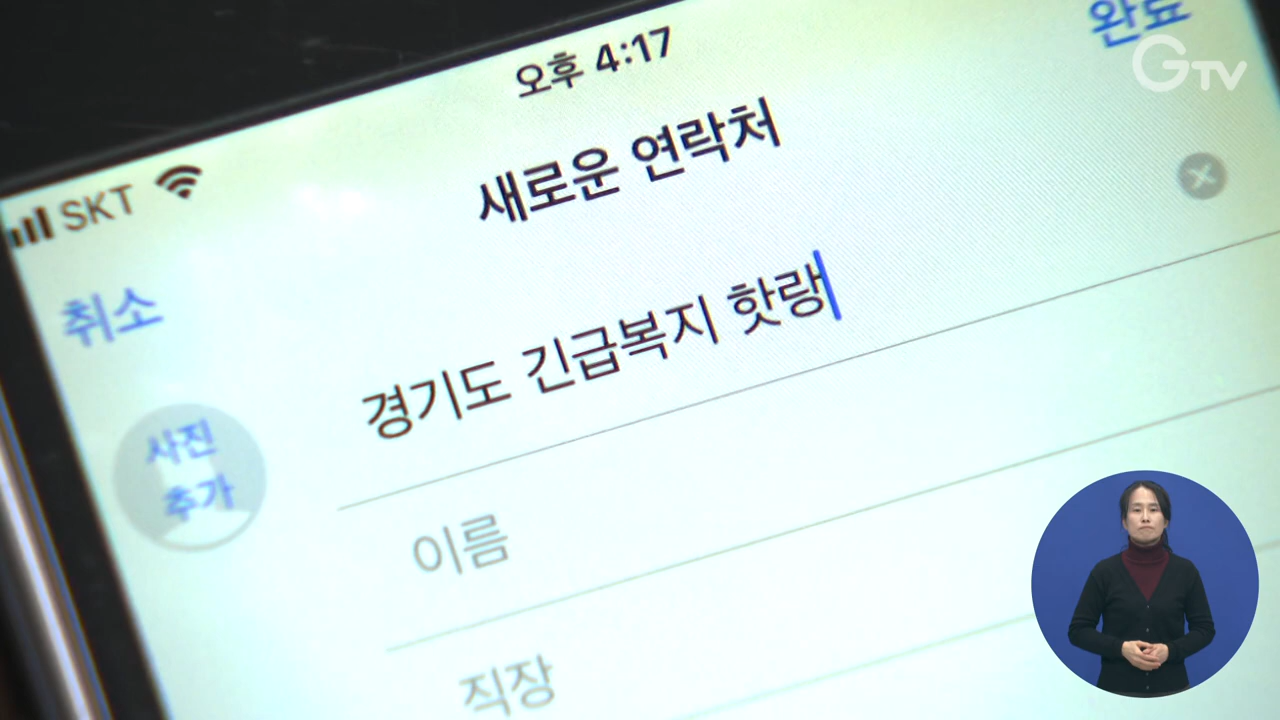 오후 4:17
완료
GTV
SKT
새로운 연락처
취소
경기도 긴급복지 핫랑
사진
추가
이름
직장